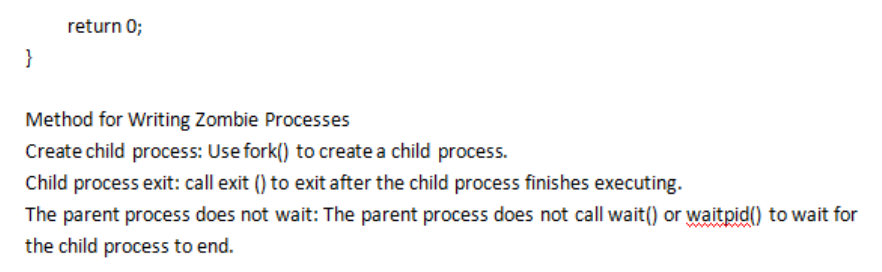 return 0;
}
Method for Writing Zombie Processes
Create child process: Use fork() to create a child process.
Child process exit: call exit () to exit after the child process finishes executing.
The parent process does not wait: The parent process does not call wait() or waitpid() to wait for
the child process to end.